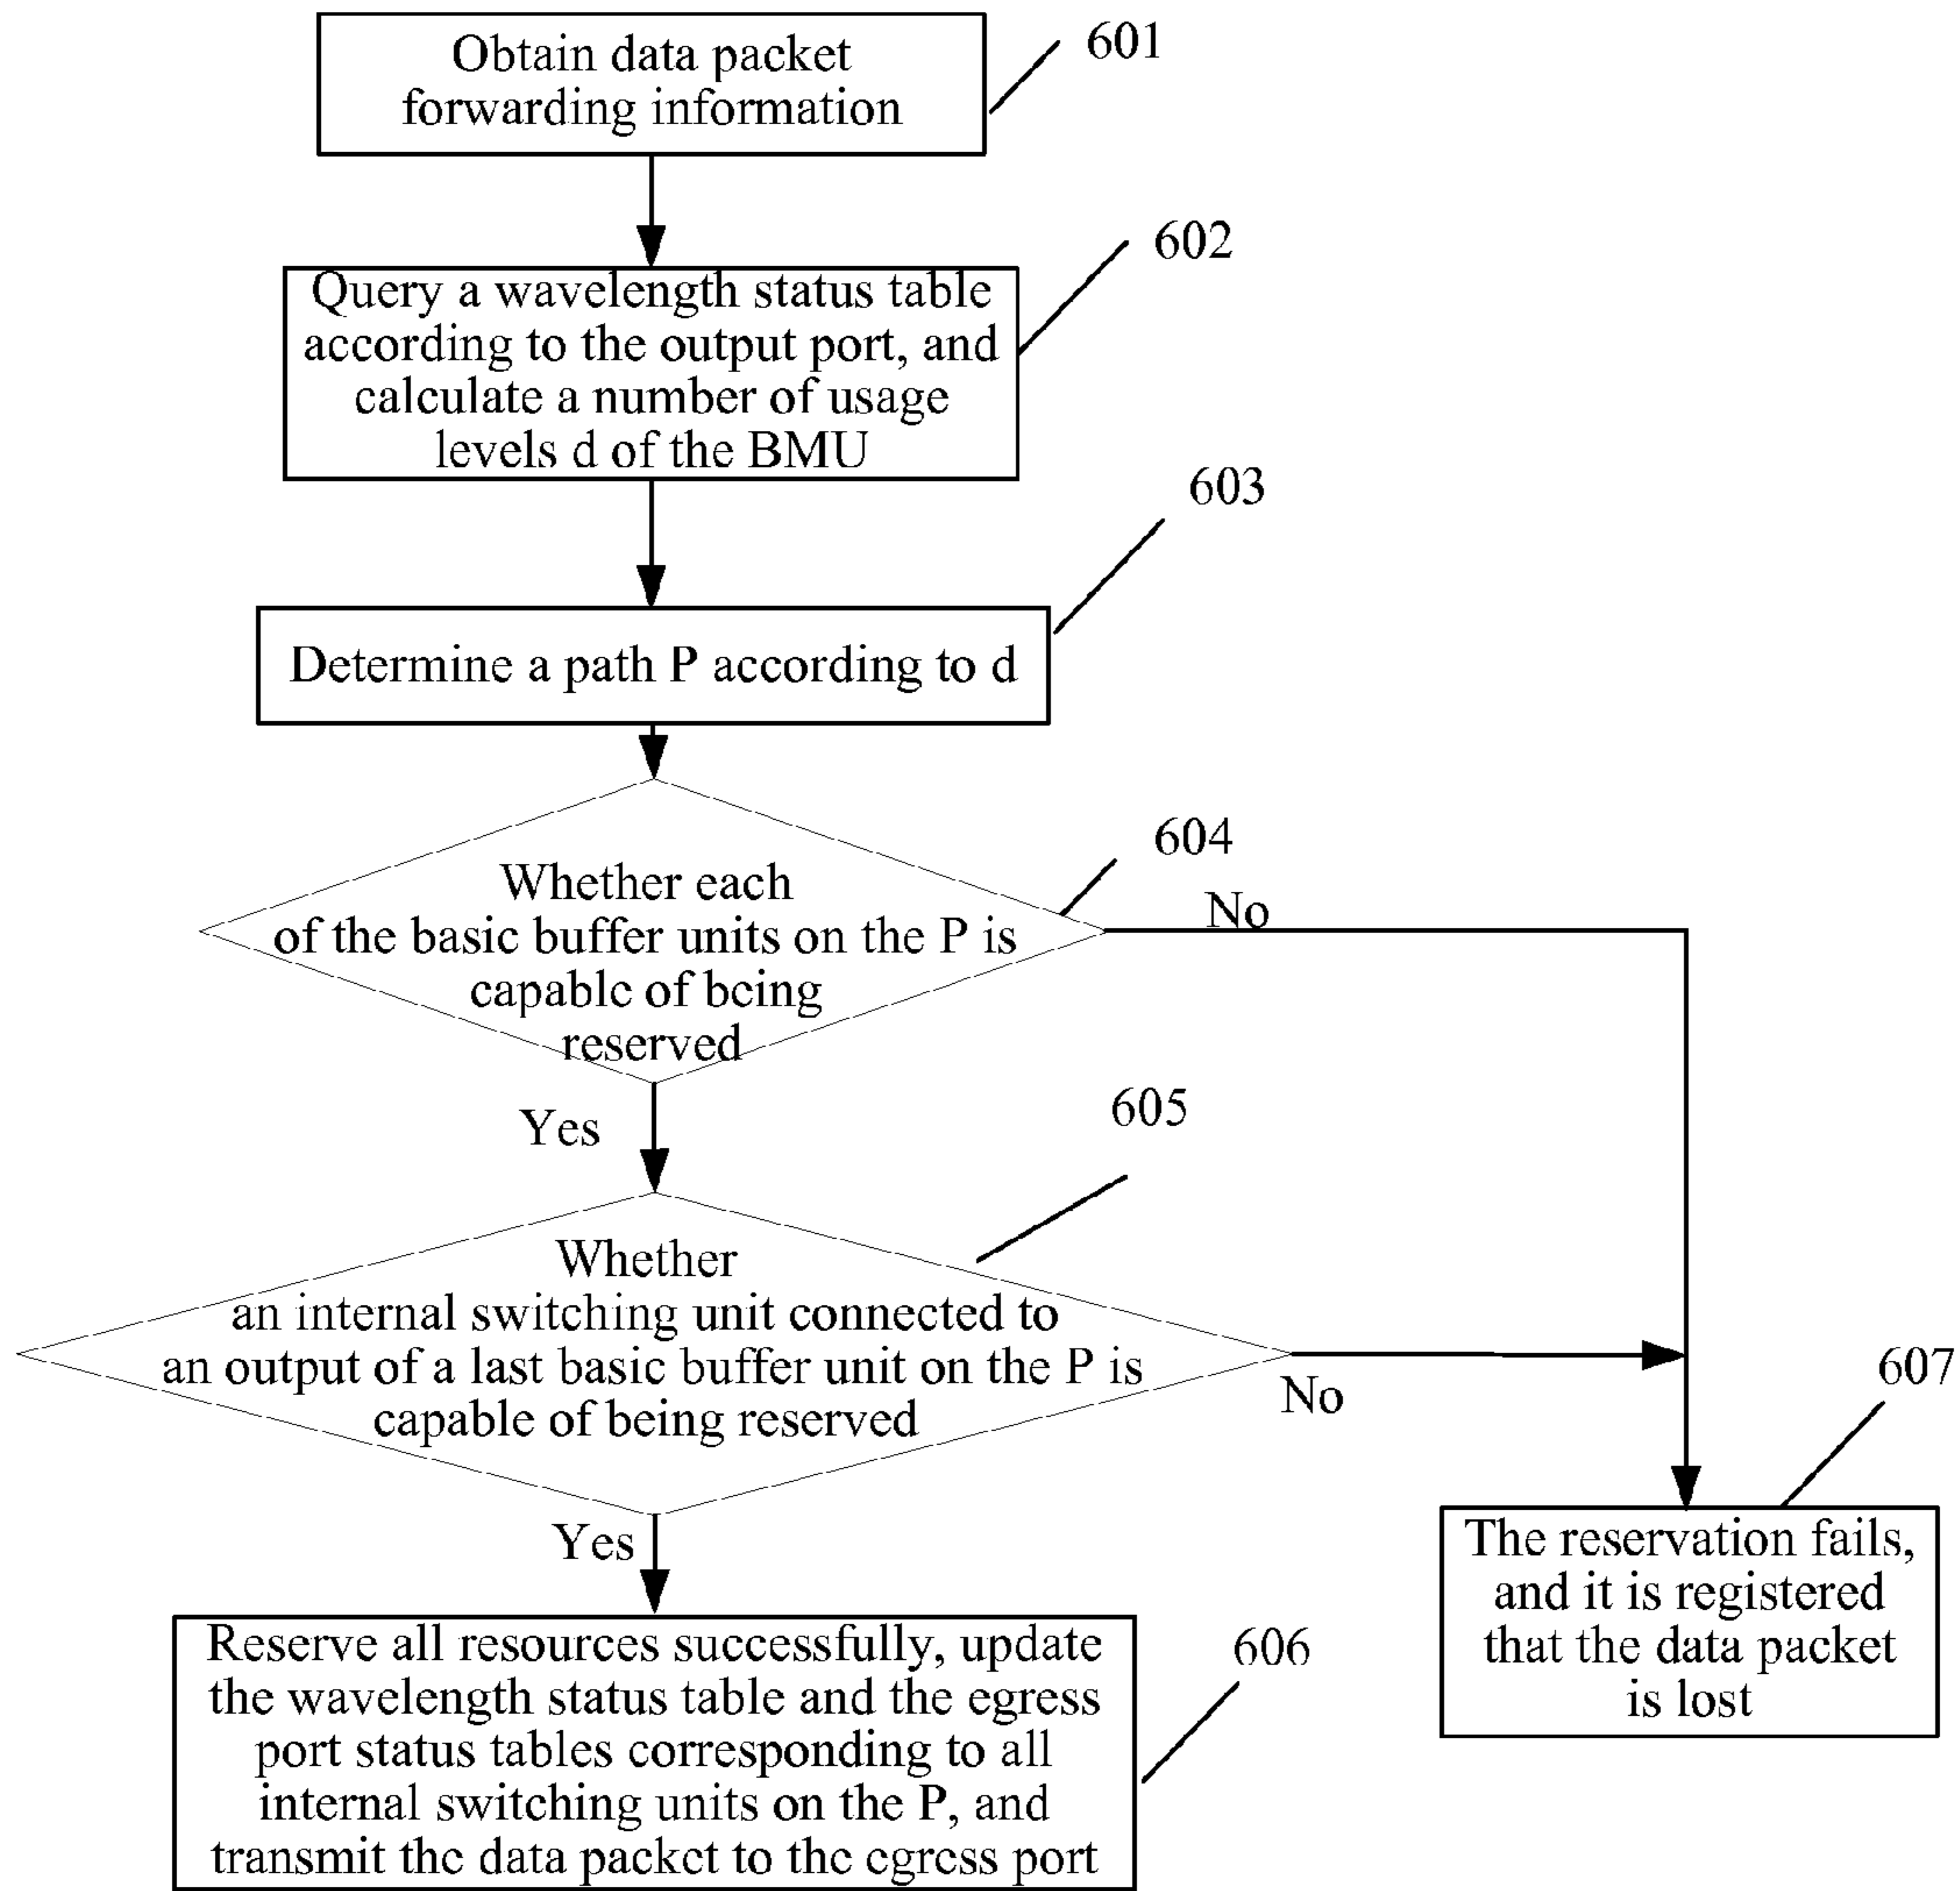 Obtain data packet
forwarding information
601
602
Query a wavelength status table
according to the output port, and
calculate a number of usage
levels d of the BMU
603
Determine a path P according to d
604
Whether each
of the basic buffer units on the P is
capable of being
reserved
No
Yes
605
Whether
an internal switching unit connected to
an output of a last basic buffer unit on the P is
capable of being reserved
No
607
Yes
The reservation fails,
and it is registered
that the data packet
is lost
606
Reserve all resources successfully, update
the wavelength status table and the egress
port status tables corresponding to all
internal switching units on the P, and
transmit the data packet to the egress port